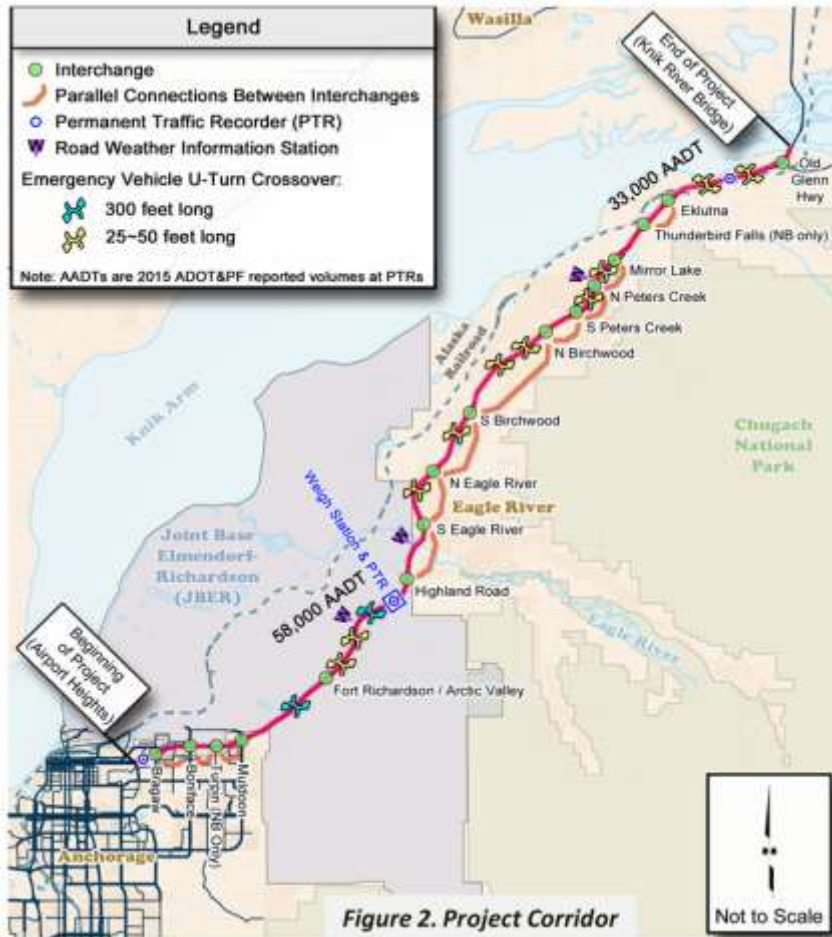 Legend
Interchange
Parallel Connections Between Interchanges
Permanent Traffic Recorder (PTR)
Road Weather Information Station
Emergency Vehicle U-Turn Crossover:
300 feet long
25~50 feet long
Note: AADTs are 2015 ADOT&PF reported volumes at PTRs
Wasilla
End of Project
(Knik River Bridge)
33,000 AADT
Old
Glenn
Hwy
Eklutna
Thunderbird Falls (NB only)
Mirror Lake
N Peters Creek
S Peters Creek
N Birchwood
Alaska
Railroad
Knik Arm
S Birchwood
Chugach
National
Park
N Eagle River
Eagle River
Weigh Station & PTR
S Eagle River
Joint Base
Elmendorf-
Richardson
(JBER)
Highland Road
58,000 AADT
Eagle River
Beginning
of Project
(Airport Heights)
Fort Richardson / Arctic Valley
Bragaw
Boniface
Turpin (NB Only)
Muldoon
Anchorage
Not to Scale
Figure 2. Project Corridor